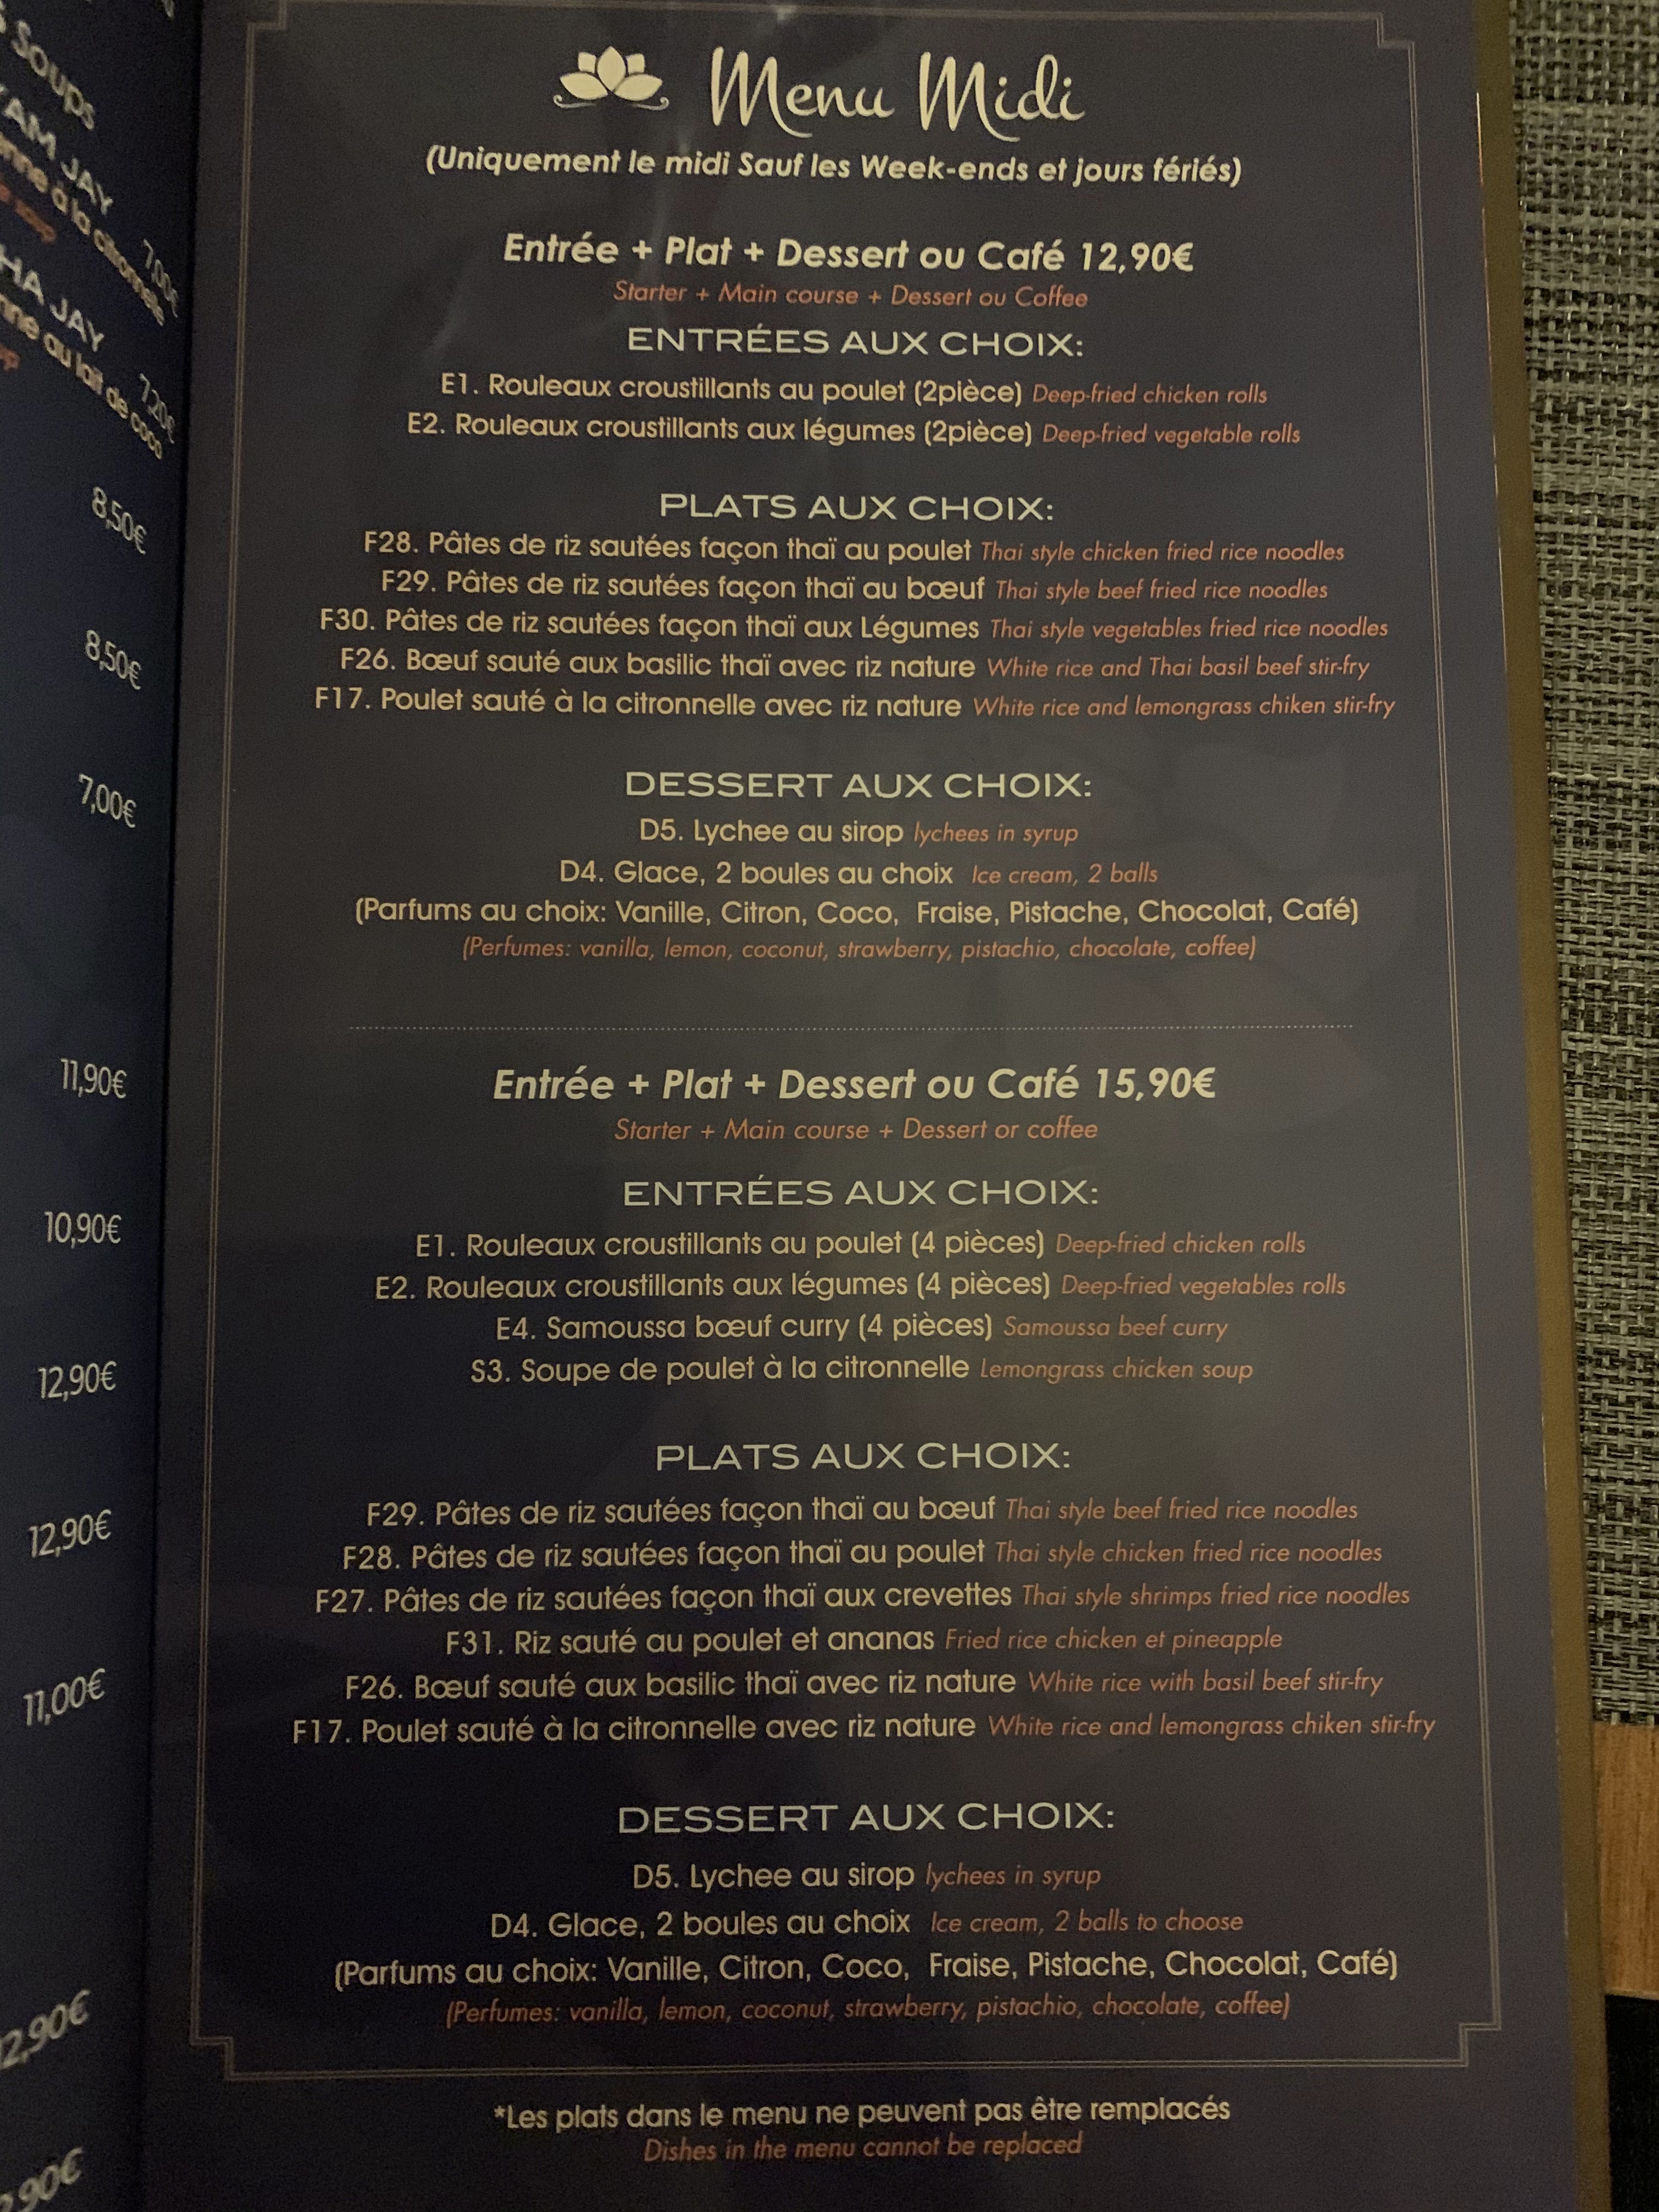 Soups
YAM JAY
7,00€
à la citronnelle
HA JAY
7,20€
au lait de coco
8,50€
8,50€
7,00€
11,90€
10,90€
12,90€
12,90€
11,00€
2,90€
,90€
Menu Midi
(Uniquement le midi Sauf les Week-ends et jours fériés)
Entrée + Plat + Dessert ou Café 12,90€
Starter + Main course + Dessert ou Coffee
ENTRÉES AUX CHOIX:
E1. Rouleaux croustillants au poulet (2pièce) Deep-fried chicken rolls
E2. Rouleaux croustillants aux légumes (2pièce) Deep-fried vegetable rolls
PLATS AUX CHOIX:
F28. Pâtes de riz sautées façon thaï au poulet Thai style chicken fried rice noodles
F29. Pâtes de riz sautées façon thaï au bœuf Thai style beef fried rice noodles
F30. Pâtes de riz sautées façon thaï aux Légumes Thai style vegetables fried rice noodles
F26. Bœuf sauté aux basilic thaï avec riz nature White rice and Thai basil beef stir-fry
F17. Poulet sauté à la citronnelle avec riz nature White rice and lemongrass chiken stir-fry
DESSERT AUX CHOIX:
D5. Lychee au sirop lychees in syrup
D4. Glace, 2 boules au choix Ice cream, 2 balls
(Parfums au choix: Vanille, Citron, Coco, Fraise, Pistache, Chocolat, Café)
(Perfumes: vanilla, lemon, coconut, strawberry, pistachio, chocolate, coffee)
Entrée + Plat + Dessert ou Café 15,90€
Starter + Main course + Dessert or coffee
ENTRÉES AUX CHOIX:
E1. Rouleaux croustillants au poulet (4 pièces) Deep-fried chicken rolls
E2. Rouleaux croustillants aux légumes (4 pièces) Deep-fried vegetables rolls
E4. Samoussa bœuf curry (4 pièces) Samoussa beef curry
S3. Soupe de poulet à la citronnelle Lemongrass chicken soup
PLATS AUX CHOIX:
F29. Pâtes de riz sautées façon thaï au bœuf Thai style beef fried rice noodles
F28. Pâtes de riz sautées façon thaï au poulet Thai style chicken fried rice noodles
F27. Pâtes de riz sautées façon thaï aux crevettes Thai style shrimps fried rice noodles
F31. Riz sauté au poulet et ananas Fried rice chicken et pineapple
F26. Bœuf sauté aux basilic thaï avec riz nature White rice with basil beef stir-fry
F17. Poulet sauté à la citronnelle avec riz nature White rice and lemongrass chiken stir-fry
DESSERT AUX CHOIX:
D5. Lychee au sirop lychees in syrup
D4. Glace, 2 boules au choix Ice cream, 2 balls to choose
(Parfums au choix: Vanille, Citron, Coco, Fraise, Pistache, Chocolat, Café)
(Perfumes: vanilla, lemon, coconut, strawberry, pistachio, chocolate, coffee)
*Les plats dans le menu ne peuvent pas être remplacés
Dishes in the menu cannot be replaced